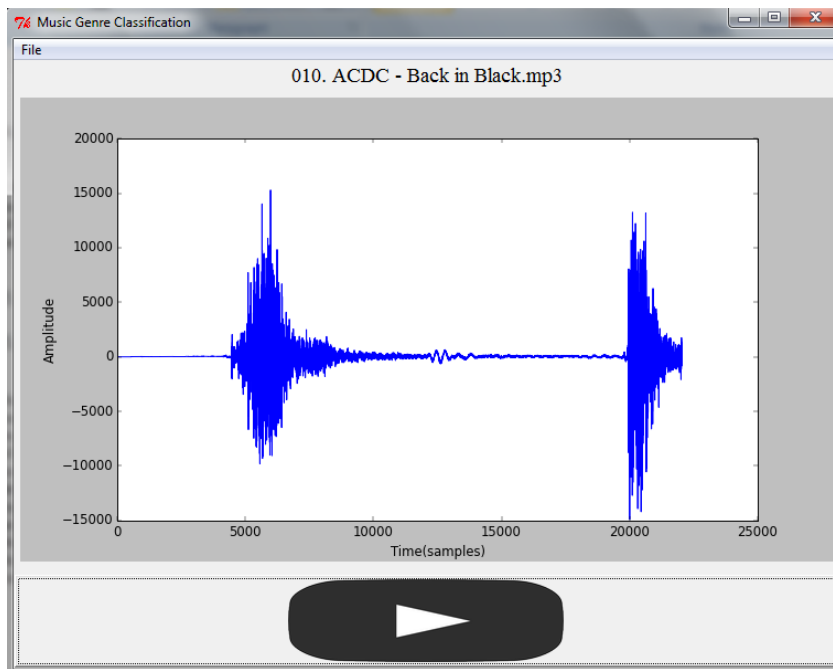 Music Genre Classification
File
010. ACDC - Back in Black.mp3
20000
15000
10000
5000
0
−5000
−10000
−15000
Amplitude
0 5000 10000 15000 20000 25000
Time(samples)